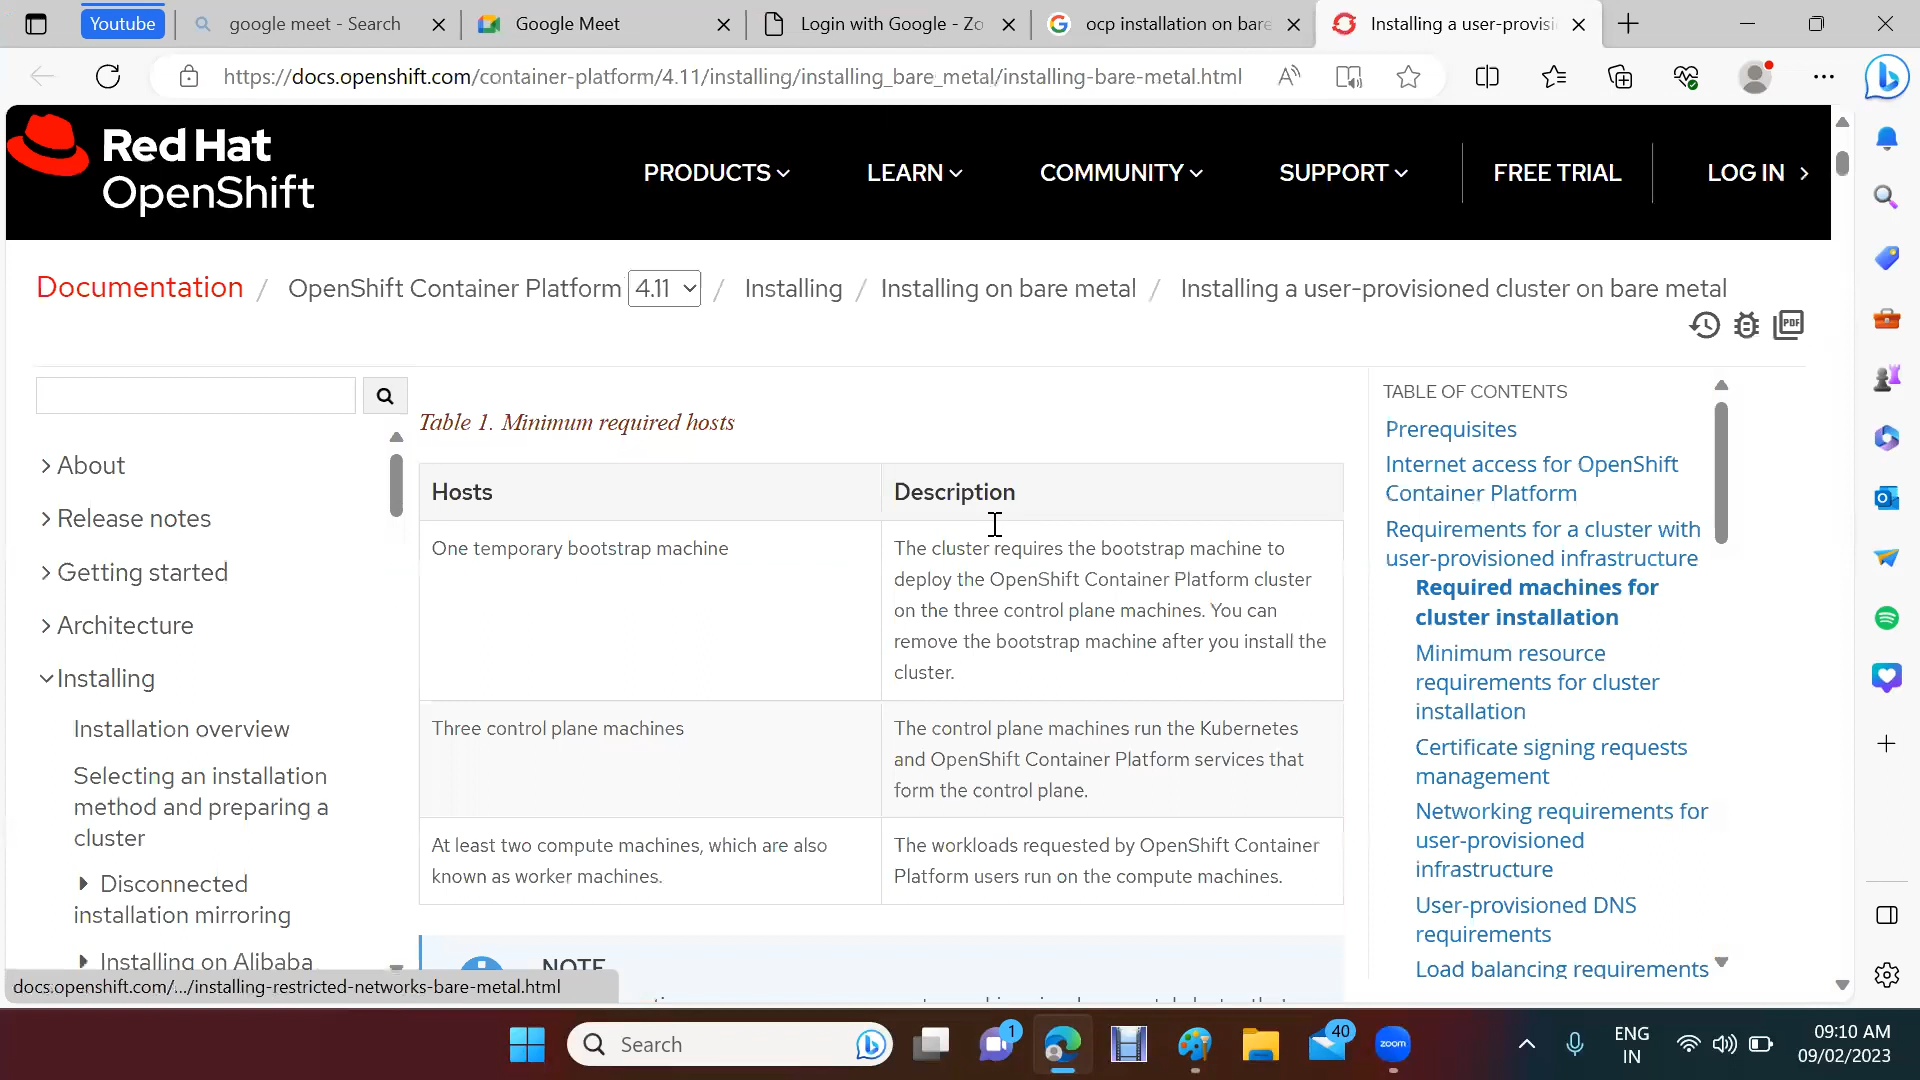 Youtube
google meet - Search
Google Meet
Login with Google - Zo
ocp installation on bare
Installing a user-provisi
https://docs.openshift.com/container-platform/4.11/installing/installing_bare_metal/installing-bare-metal.html
Red Hat
OpenShift
PRODUCTS
LEARN
COMMUNITY
SUPPORT
FREE TRIAL
LOG IN
Documentation / OpenShift Container Platform 4.11 / Installing / Installing on bare metal / Installing a user-provisioned cluster on bare metal
PDF
About
Release notes
Getting started
Architecture
Installing
Installation overview
Selecting an installation
method and preparing a
cluster
Disconnected
installation mirroring
Installing on Alibaba
Table 1. Minimum required hosts
Hosts
Description
One temporary bootstrap machine
The cluster requires the bootstrap machine to
deploy the OpenShift Container Platform cluster
on the three control plane machines. You can
remove the bootstrap machine after you install the
cluster.
Three control plane machines
The control plane machines run the Kubernetes
and OpenShift Container Platform services that
form the control plane.
At least two compute machines, which are also
known as worker machines.
The workloads requested by OpenShift Container
Platform users run on the compute machines.
NOTE
TABLE OF CONTENTS
Prerequisites
Internet access for OpenShift
Container Platform
Requirements for a cluster with
user-provisioned infrastructure
Required machines for
cluster installation
Minimum resource
requirements for cluster
installation
Certificate signing requests
management
Networking requirements for
user-provisioned
infrastructure
User-provisioned DNS
requirements
Load balancing requirements
docs.openshift.com/.../installing-restricted-networks-bare-metal.html
Search
1
40
zoom
ENG
IN
09:10 AM
09/02/2023